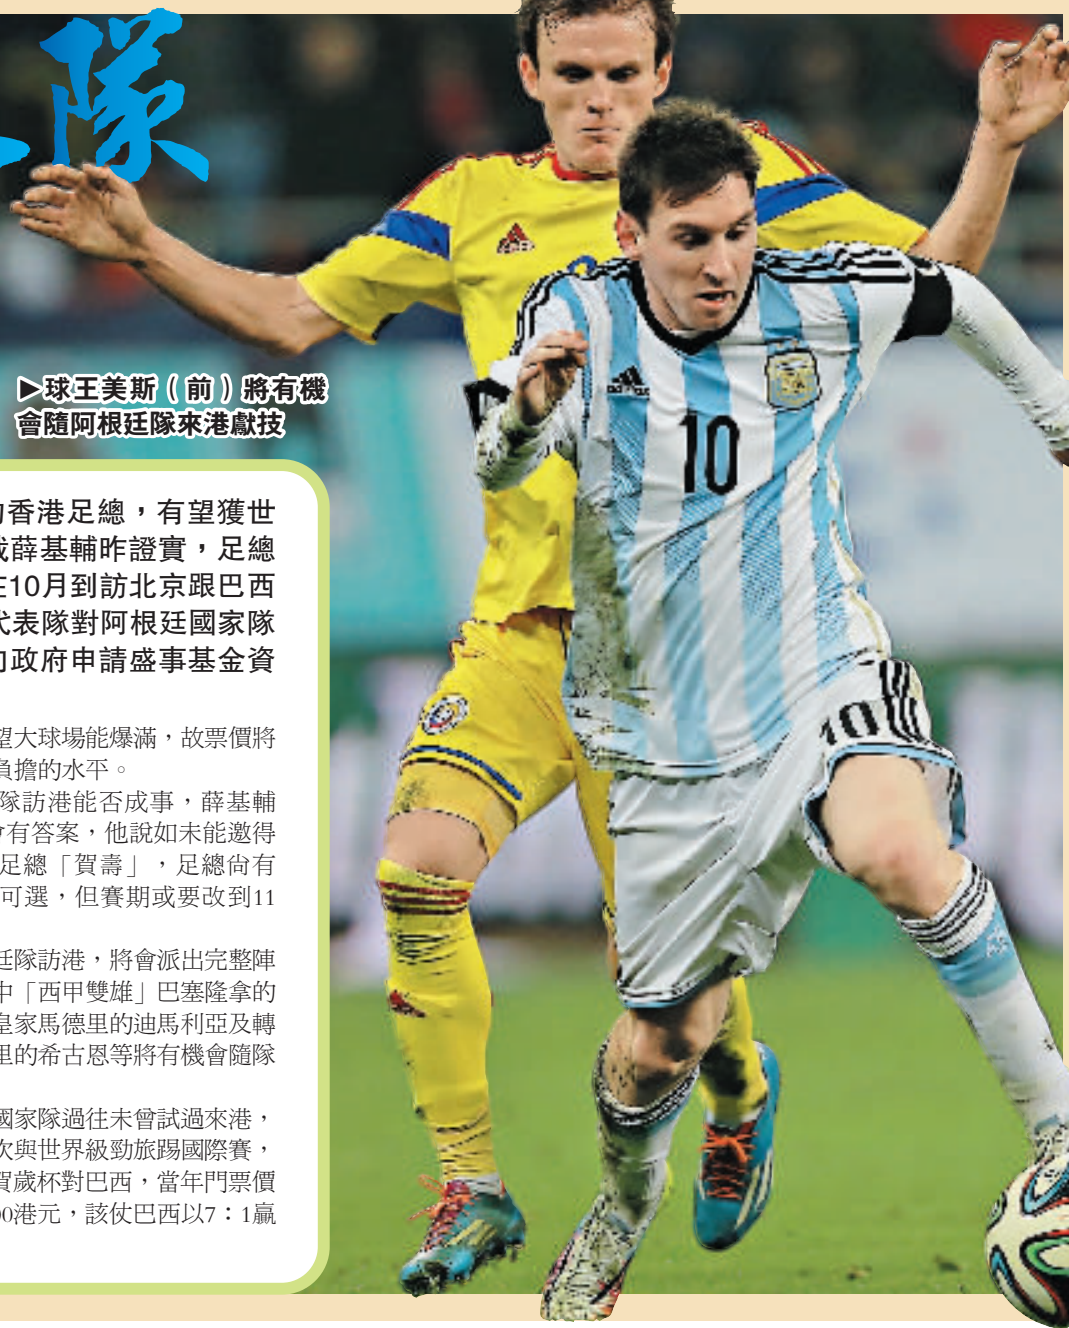 隊
▶球王美斯（前）將有機
會隨阿根廷隊來港獻技
香港足總，有望獲世
薛基輔昨證實，足總
10月到訪北京跟巴西
代表隊對阿根廷國家隊
向政府申請盛事基金資
望大球場能爆滿，故票價將
負擔的水平。
隊訪港能否成事，薛基輔
有答案，他說如未能邀得
足總「賀壽」，足總尚有
可選，但賽期或要改到11
廷隊訪港，將會派出完整陣
中「西甲雙雄」巴塞隆拿的
皇家馬德里的迪馬利亞及轉
里的希古恩等將有機會隨隊
國家隊過往未曾試過來港，
次與世界級勁旅踢國際賽，
賀歲杯對巴西，當年門票價
00港元，該仗巴西以7：1贏
adidas
10
10